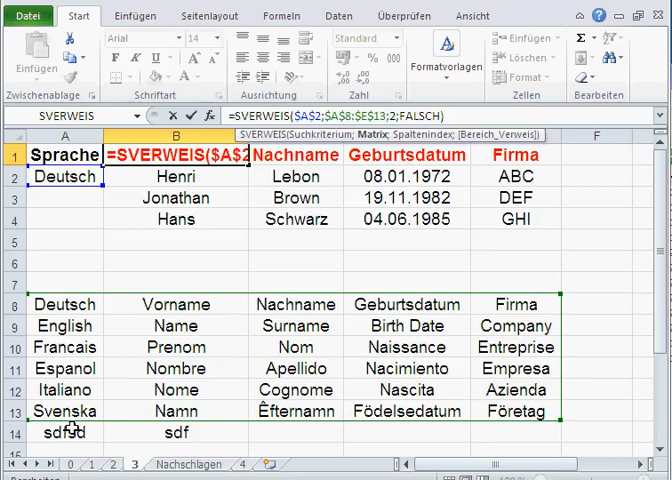 Datei Start Einfügen Seitenlayout Formeln Daten Überprüfen Ansicht
Einfügen
Arial 18
F K U
Standard
% 000
Formatvorlagen
Einfügen
Löschen
Format
Σ
Zwischenablage Schriftart Ausrichtung Zahl Zellen Bearbeiten
SVERWEIS =SVERWEIS($A$2;$A$8:$E$13;2;FALSCH)
SVERWEIS(Suchkriterium; Matrix; Spaltenindex; [Bereich_Verweis])
A B F
1 Sprache =SVERWEIS($A$2 Nachname Geburtsdatum Firma
2 Deutsch Henri Lebon 08.01.1972 ABC
3 Jonathan Brown 19.11.1982 DEF
4 Hans Schwarz 04.06.1985 GHI
5
6
7
8 Deutsch Vorname Nachname Geburtsdatum Firma
9 English Name Surname Birth Date Company
10 Francais Prenom Nom Naissance Entreprise
11 Espanol Nombre Apellido Nacimiento Empresa
12 Italiano Nome Cognome Nascita Azienda
13 Svenska Namn Êfternamn Födelsedatum Företag
14 sdfsd sdf
0 1 2 3 Nachschlagen 4